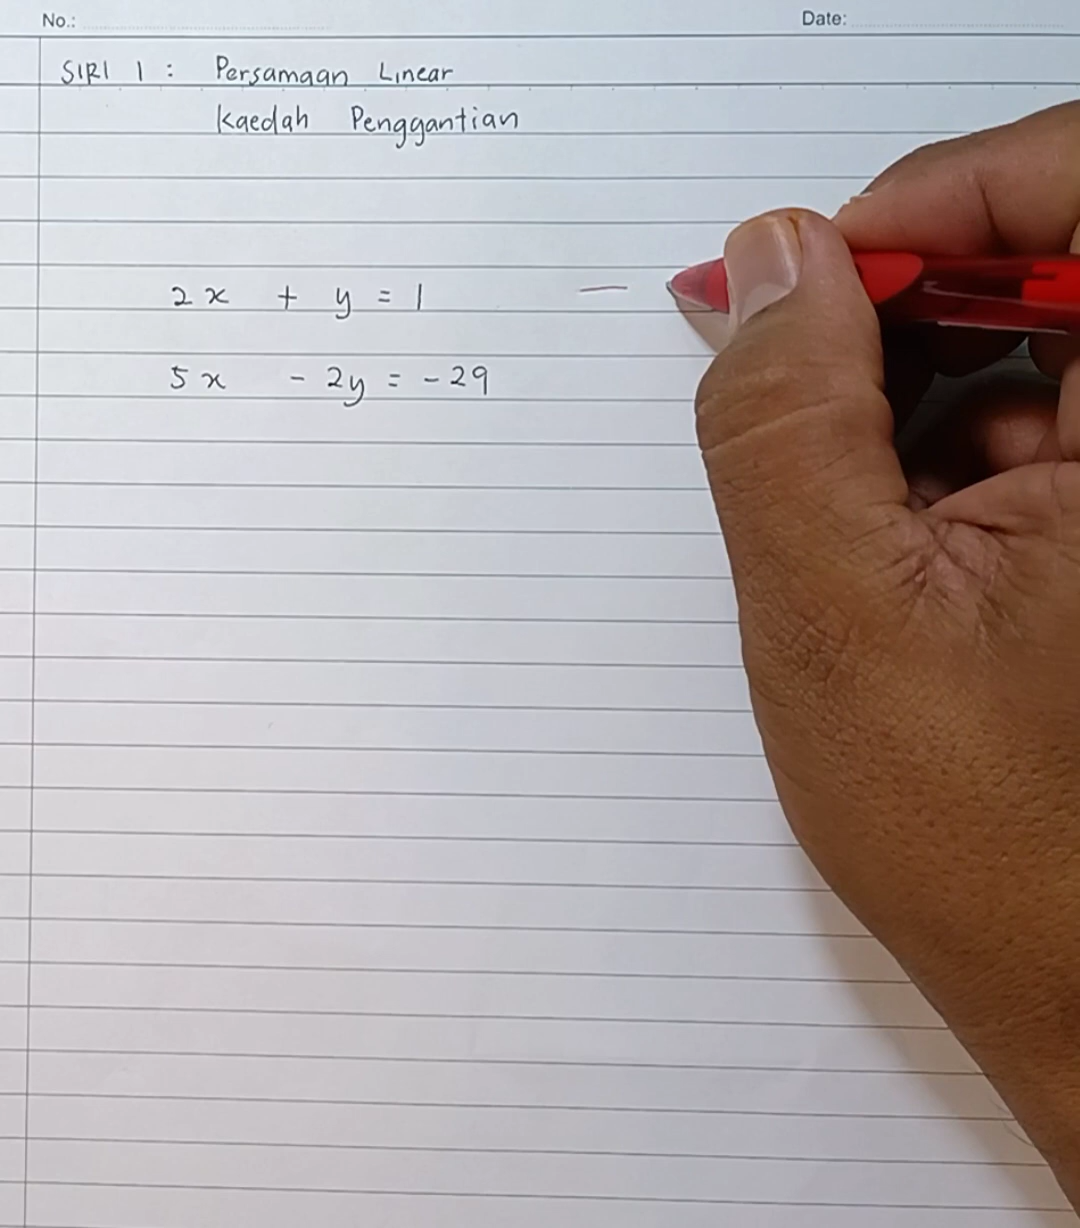 No.: Date:
SIRI 1 : Persamaan Linear
Kaedah Penggantian
2x + y = 1 —
5x - 2y = -29